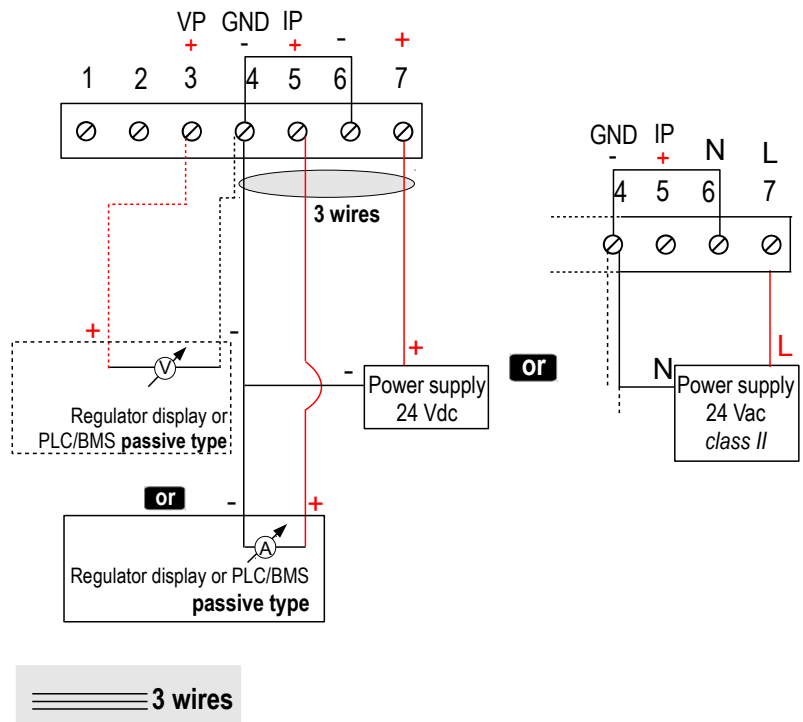 VP GND IP
+ - + - +
1 2 3 4 5 6 7
3 wires
+ -
V
Regulator display or
PLC/BMS passive type
- +
Power supply
24 Vdc
or
or
- +
A
Regulator display or PLC/BMS
passive type
3 wires
GND IP N L
- +
4 5 6 7
N L
Power supply
24 Vac
class II